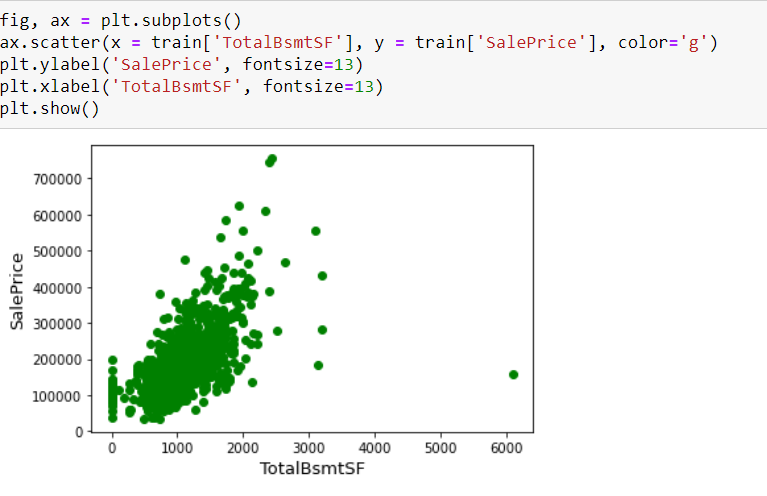 fig, ax = plt.subplots()
ax.scatter(x = train['TotalBsmtSF'], y = train['SalePrice'], color='g')
plt.ylabel('SalePrice', fontsize=13)
plt.xlabel('TotalBsmtSF', fontsize=13)
plt.show()
700000
600000
500000
400000
300000
200000
100000
0
SalePrice
0 1000 2000 3000 4000 5000 6000
TotalBsmtSF